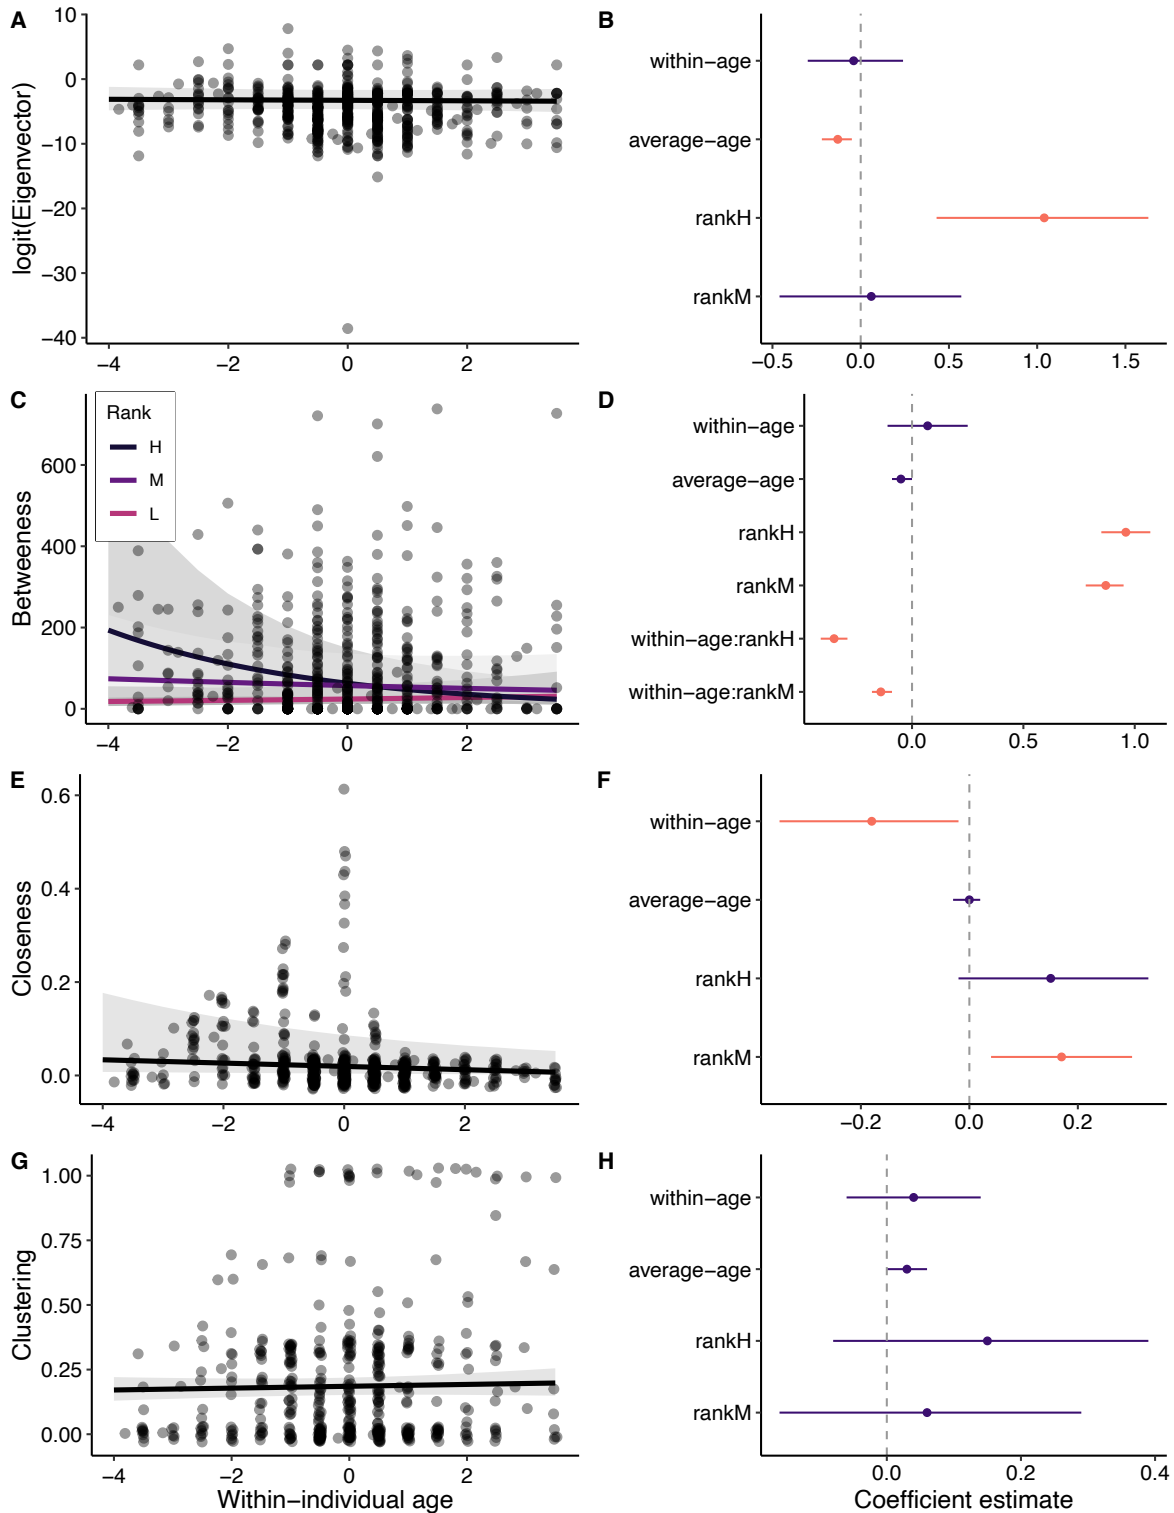 A
10
0
−10
−20
−30
−40
logit(Eigenvector)
−4 −2 0 2
B
within−age
average−age
rankH
rankM
−0.5 0.0 0.5 1.0 1.5
C
Rank
H
M
L
600
400
200
0
Betweeness
−4 −2 0 2
D
within−age
average−age
rankH
rankM
within−age:rankH
within−age:rankM
0.0 0.5 1.0
E
0.6
0.4
0.2
0.0
Closeness
−4 −2 0 2
F
within−age
average−age
rankH
rankM
−0.2 0.0 0.2
G
1.00
0.75
0.50
0.25
0.00
Clustering
−4 −2 0 2
Within−individual age
H
within−age
average−age
rankH
rankM
0.0 0.2 0.4
Coefficient estimate